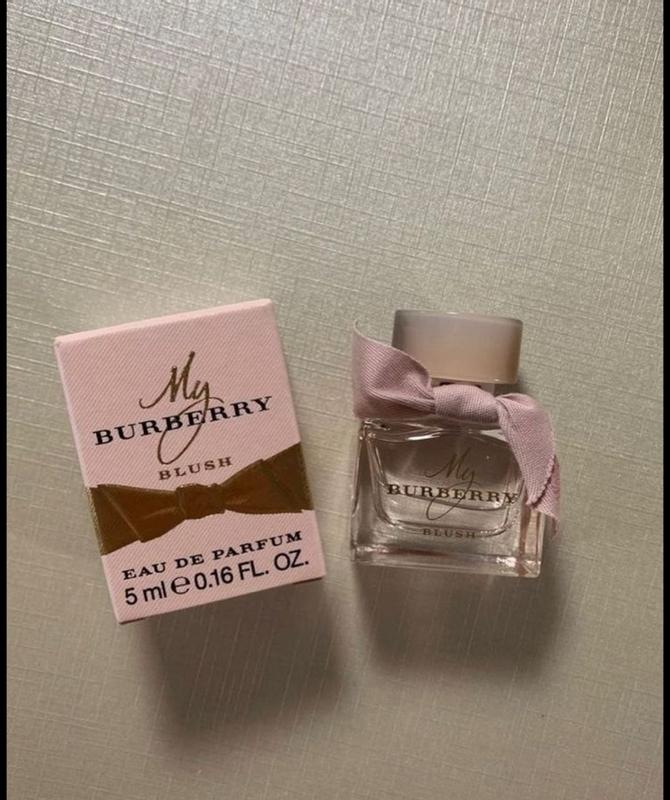 My
BURBERRY
BLUSH
EAU DE PARFUM
5 ml e 0.16 FL. OZ.
My
BURBERRY
BLUSH